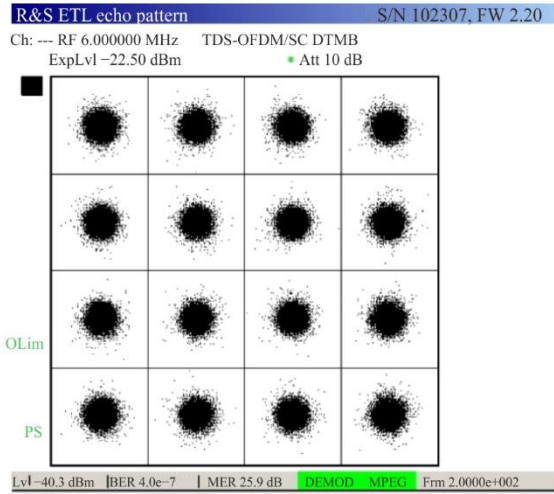 R&S ETL echo pattern S/N 102307, FW 2.20
Ch: --- RF 6.000000 MHz TDS-OFDM/SC DTMB
ExpLvl −22.50 dBm Att 10 dB
OLim
PS
Lvl −40.3 dBm BER 4.0e−7 MER 25.9 dB DEMOD MPEG Frm 2.0000e+002